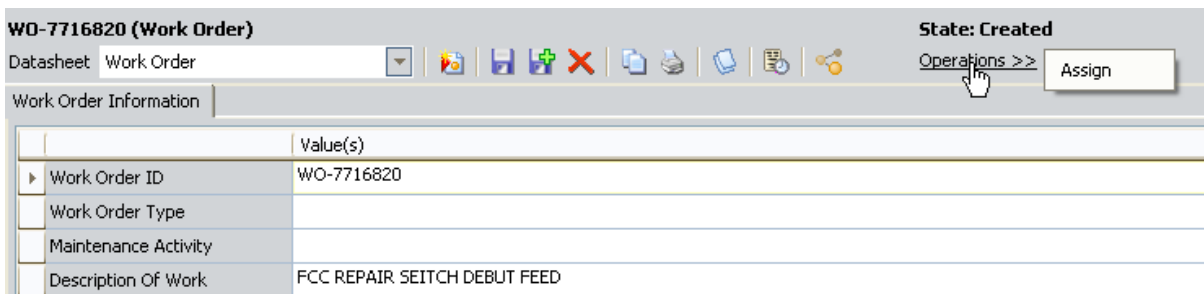 WO-7716820 (Work Order)
State: Created
Datasheet Work Order
Operations >>
Assign
Work Order Information
Value(s)
Work Order ID WO-7716820
Work Order Type
Maintenance Activity
Description Of Work FCC REPAIR SEITCH DEBUT FEED